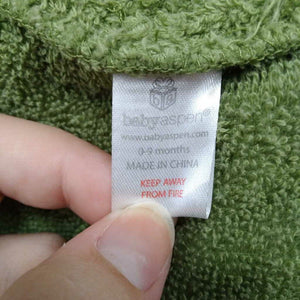 babyaspen®
www.babyaspen.com
0-9 months
MADE IN CHINA
KEEP AWAY
FROM FIRE